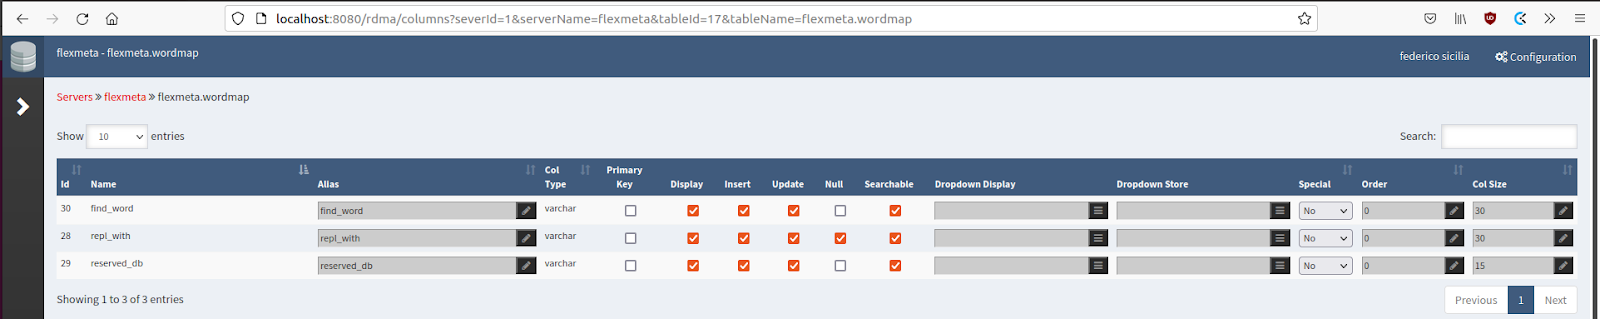 localhost:8080/rdma/columns?severId=1&serverName=flexmeta&tableId=17&tableName=flexmeta.wordmap
flexmeta - flexmeta.wordmap federico sicilia Configuration
Servers » flexmeta » flexmeta.wordmap
Show 10 entries Search:
Id Name Alias Col Type Primary Key Display Insert Update Null Searchable Dropdown Display Dropdown Store Special Order Col Size
30 find_word find_word varchar No 0 30
28 repl_with repl_with varchar No 0 30
29 reserved_db reserved_db varchar No 0 15
Showing 1 to 3 of 3 entries Previous 1 Next